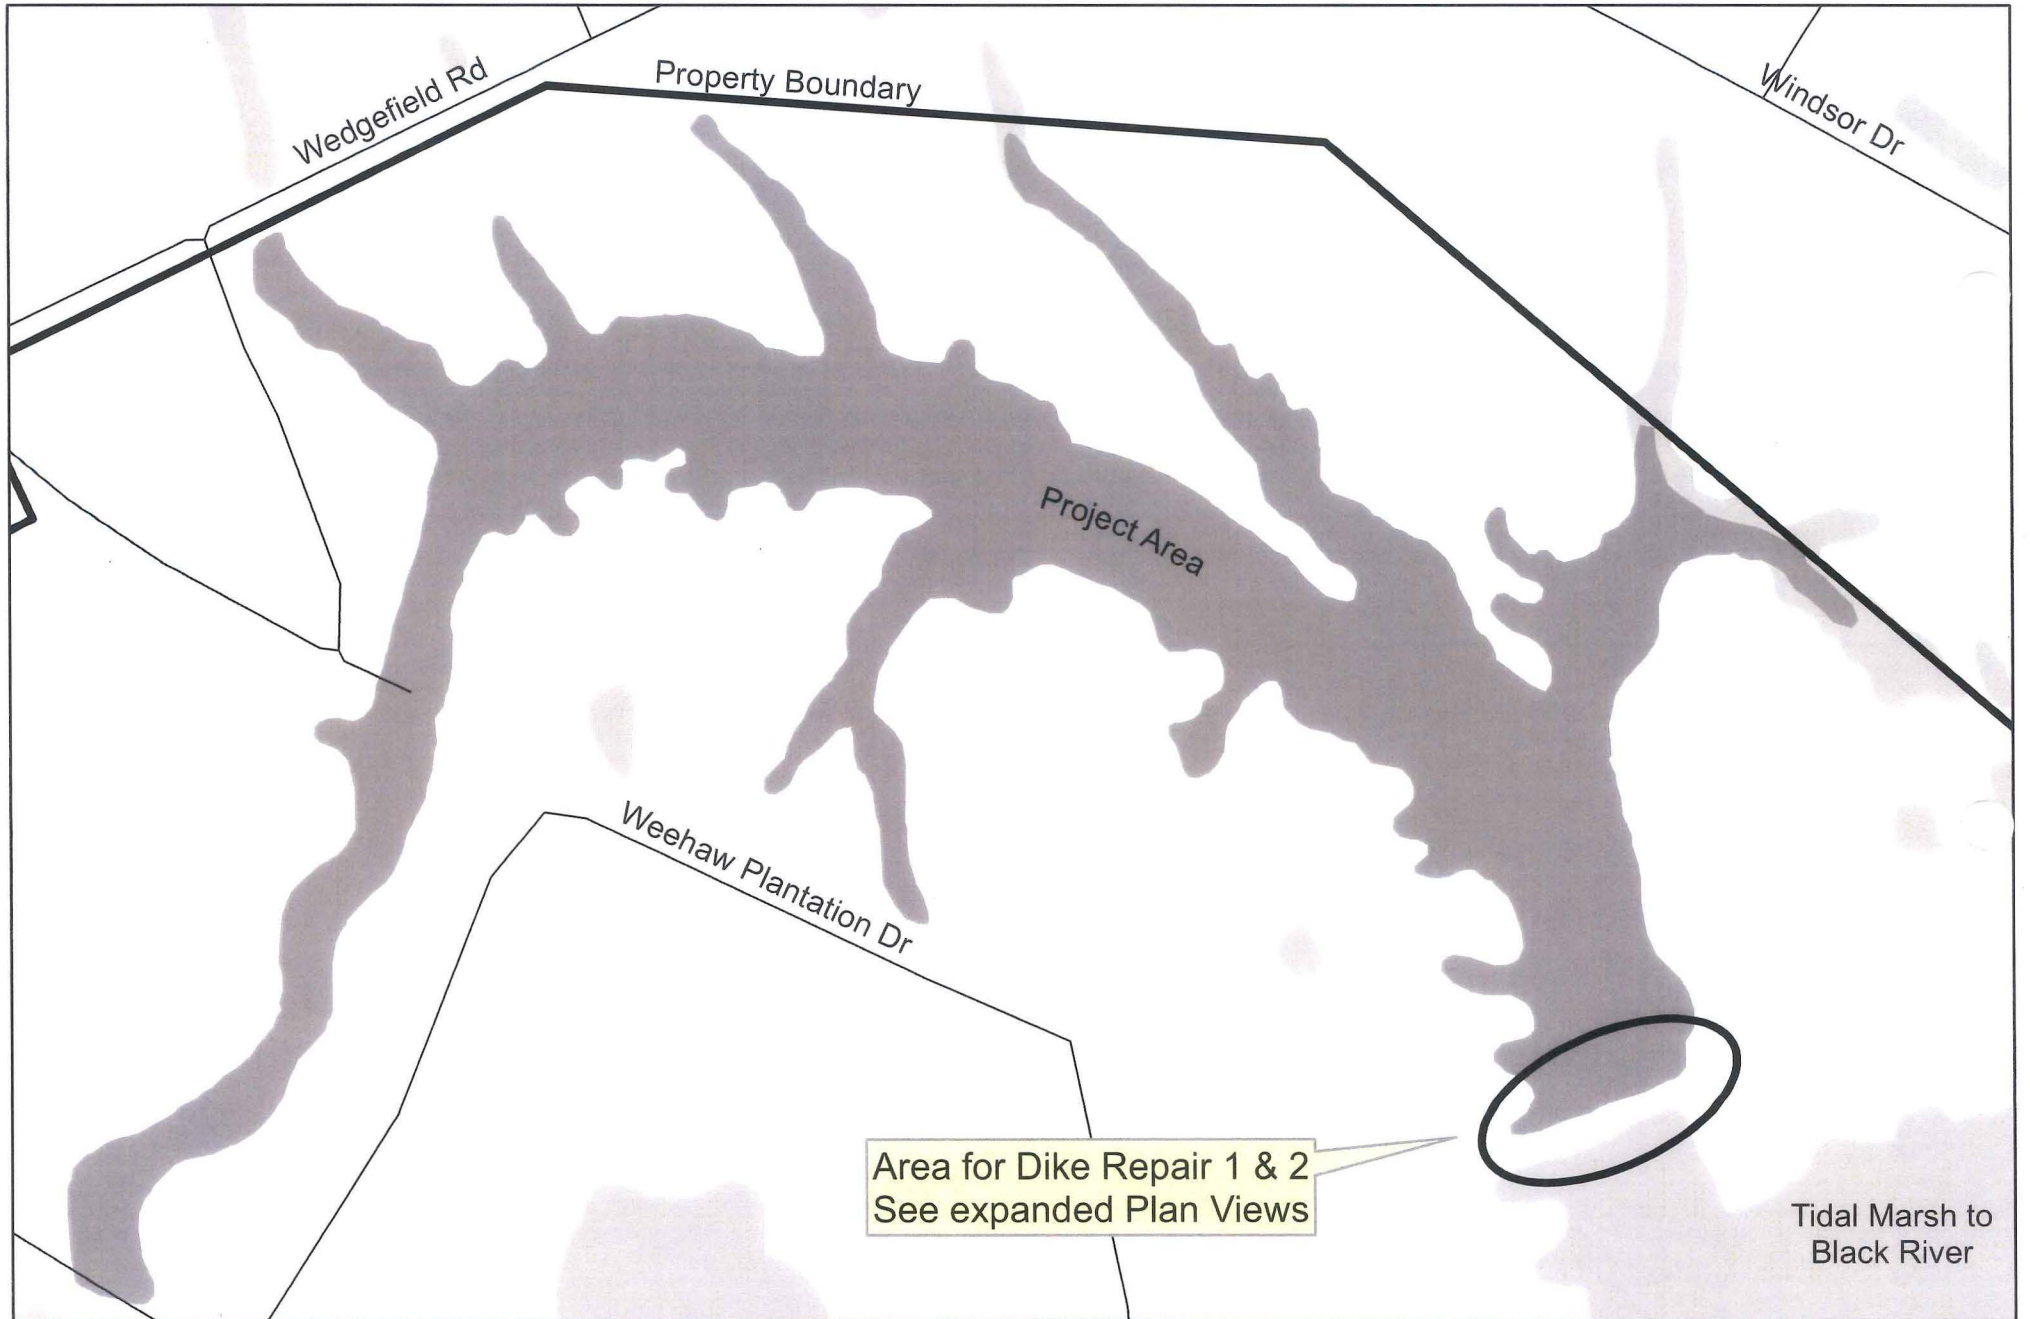 Wedgefield Rd
Property Boundary
Windsor Dr
Project Area
Weehaw Plantation Dr
Area for Dike Repair 1 & 2
See expanded Plan Views
Tidal Marsh to
Black River